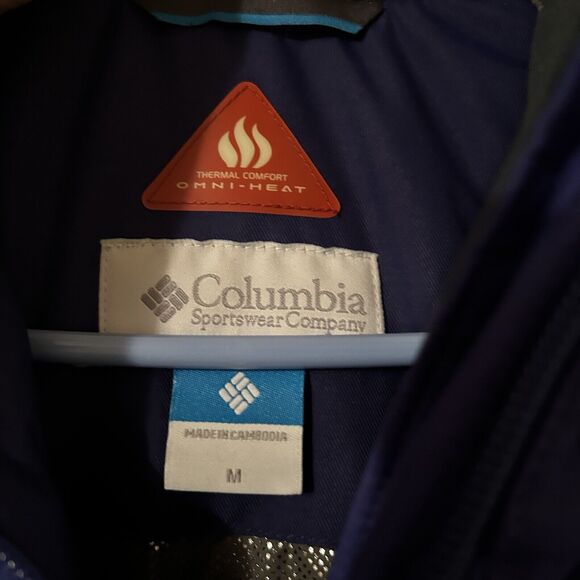 THERMAL COMFORT
OMNI-HEAT
Columbia
Sportswear Company
MADE IN CAMBODIA
M